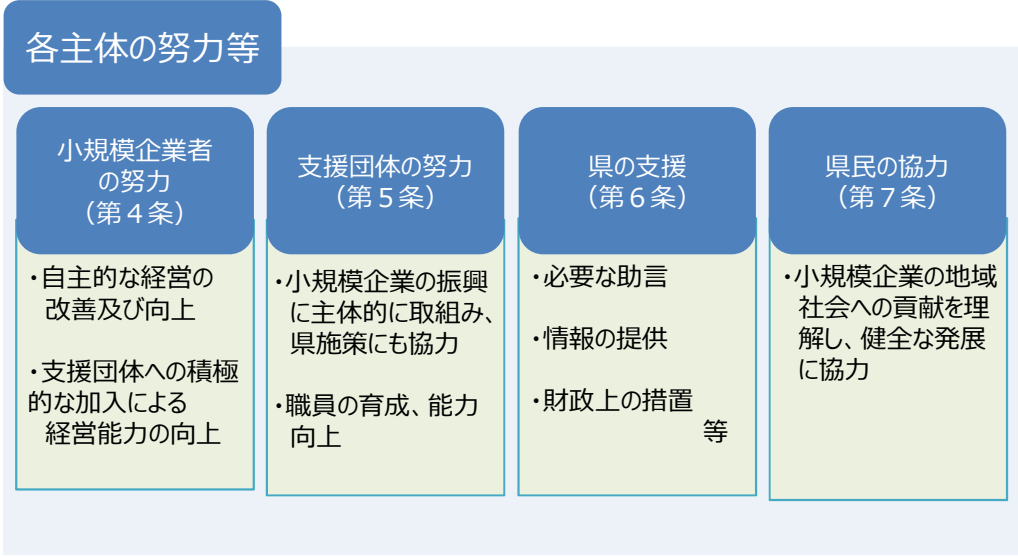 各主体の努力等
小規模企業者
の努力
（第４条）
・自主的な経営の
改善及び向上
・支援団体への積極
的な加入による
経営能力の向上
支援団体の努力
（第５条）
・小規模企業の振興
に主体的に取組み、
県施策にも協力
・職員の育成、能力
向上
県の支援
（第６条）
・必要な助言
・情報の提供
・財政上の措置
等
県民の協力
（第７条）
・小規模企業の地域
社会への貢献を理
解し、健全な発展
に協力